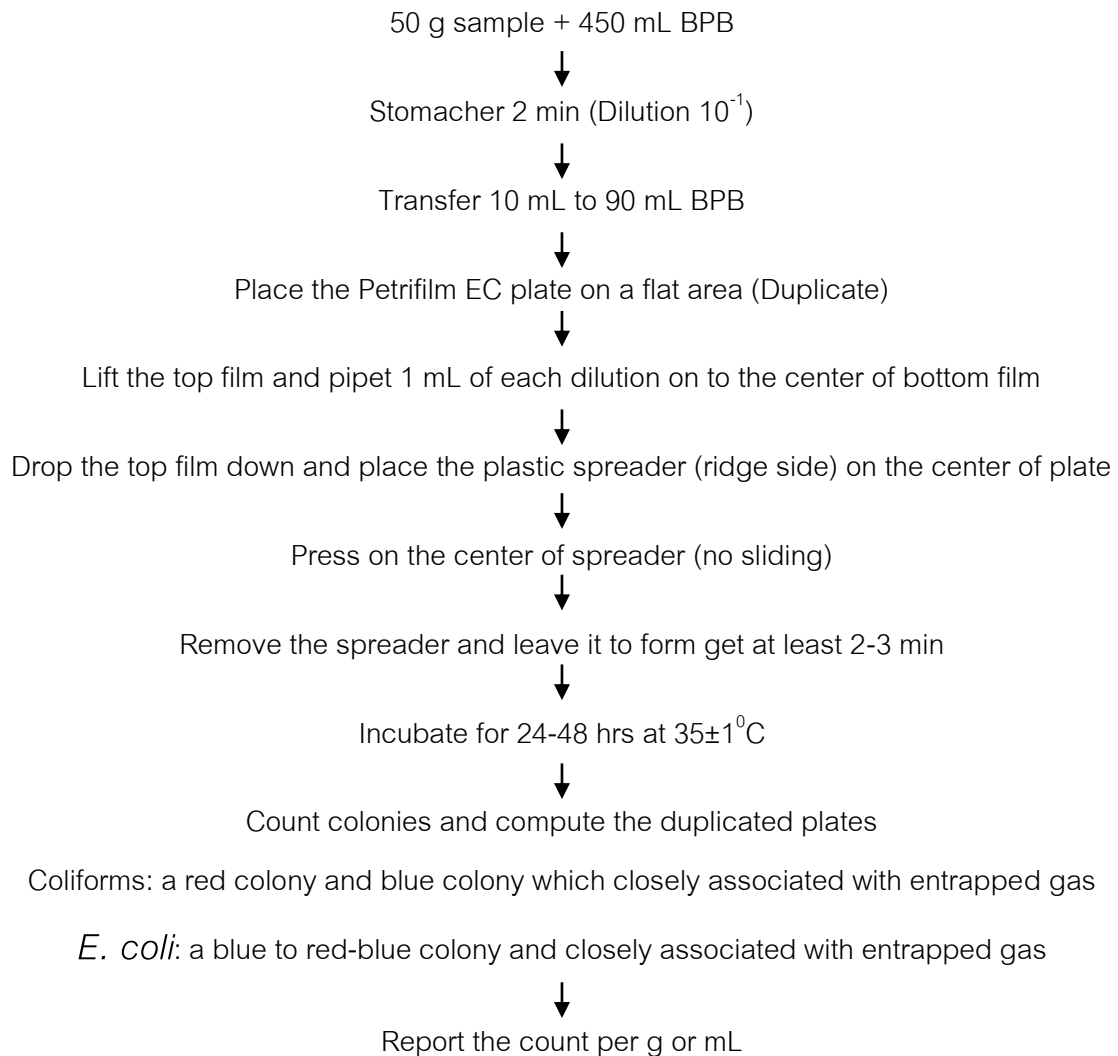 50 g sample + 450 mL BPB
Stomacher 2 min (Dilution 10⁻¹)
Transfer 10 mL to 90 mL BPB
Place the Petrifilm EC plate on a flat area (Duplicate)
Lift the top film and pipet 1 mL of each dilution on to the center of bottom film
Drop the top film down and place the plastic spreader (ridge side) on the center of plate
Press on the center of spreader (no sliding)
Remove the spreader and leave it to form get at least 2-3 min
Incubate for 24-48 hrs at 35±1⁰C
Count colonies and compute the duplicated plates
Coliforms: a red colony and blue colony which closely associated with entrapped gas
E. coli: a blue to red-blue colony and closely associated with entrapped gas
Report the count per g or mL